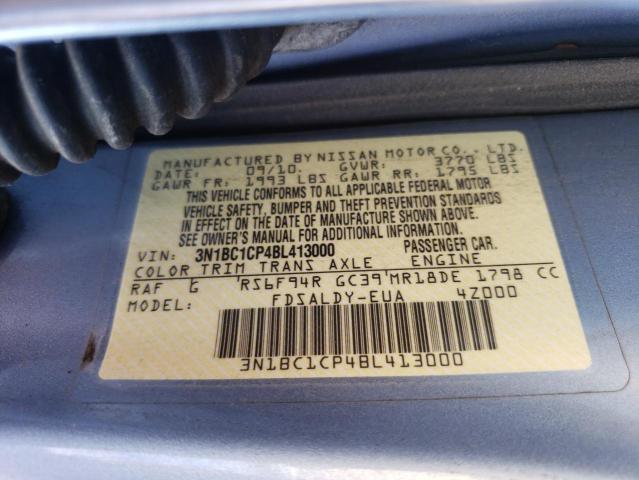 MANUFACTURED BY NISSAN MOTOR CO., LTD.
DATE: 09/10 GVWR: 3770 LBS
GAWR FR: 1993 LBS GAWR RR: 1795 LBS
THIS VEHICLE CONFORMS TO ALL APPLICABLE FEDERAL MOTOR
VEHICLE SAFETY, BUMPER AND THEFT PREVENTION STANDARDS
IN EFFECT ON THE DATE OF MANUFACTURE SHOWN ABOVE.
SEE OWNER'S MANUAL FOR ADDITIONAL INFORMATION.
VIN: 3N1BC1CP4BL413000 PASSENGER CAR.
COLOR TRIM TRANS AXLE ENGINE
RAF G RS6F94R GC39 MR18DE 1798 CC
MODEL: FDSALDY-EUA 4Z000
3N1BC1CP4BL413000